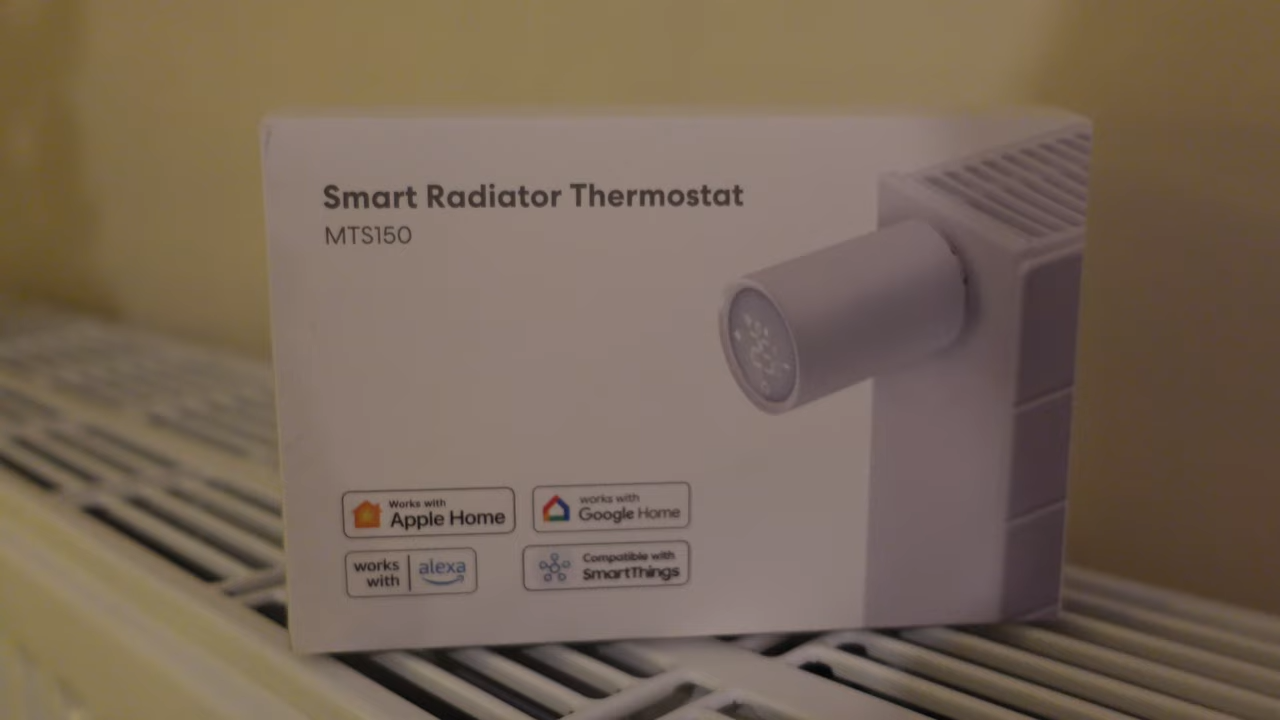 Smart Radiator Thermostat
MTS150
Works with
Apple Home
works with
Google Home
works
with
alexa
Compatible with
SmartThings